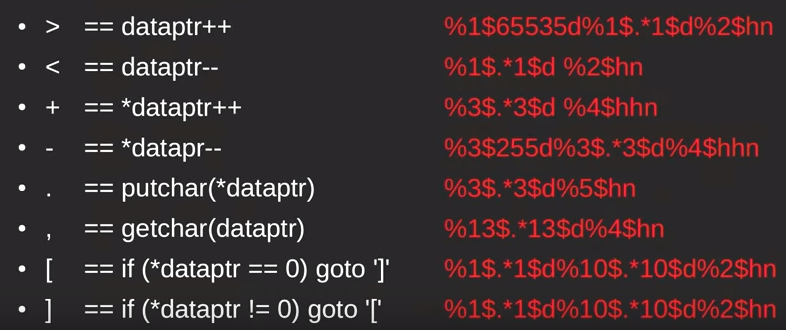 • > == dataptr++ %1$65535d%1$.*1$d%2$hn
• < == dataptr-- %1$.*1$d %2$hn
• + == *dataptr++ %3$.*3$d %4$hhn
• - == *datapr-- %3$255d%3$.*3$d%4$hhn
• . == putchar(*dataptr) %3$.*3$d%5$hn
• , == getchar(dataptr) %13$.*13$d%4$hn
• [ == if (*dataptr == 0) goto ']' %1$.*1$d%10$.*10$d%2$hn
• ] == if (*dataptr != 0) goto '[' %1$.*1$d%10$.*10$d%2$hn